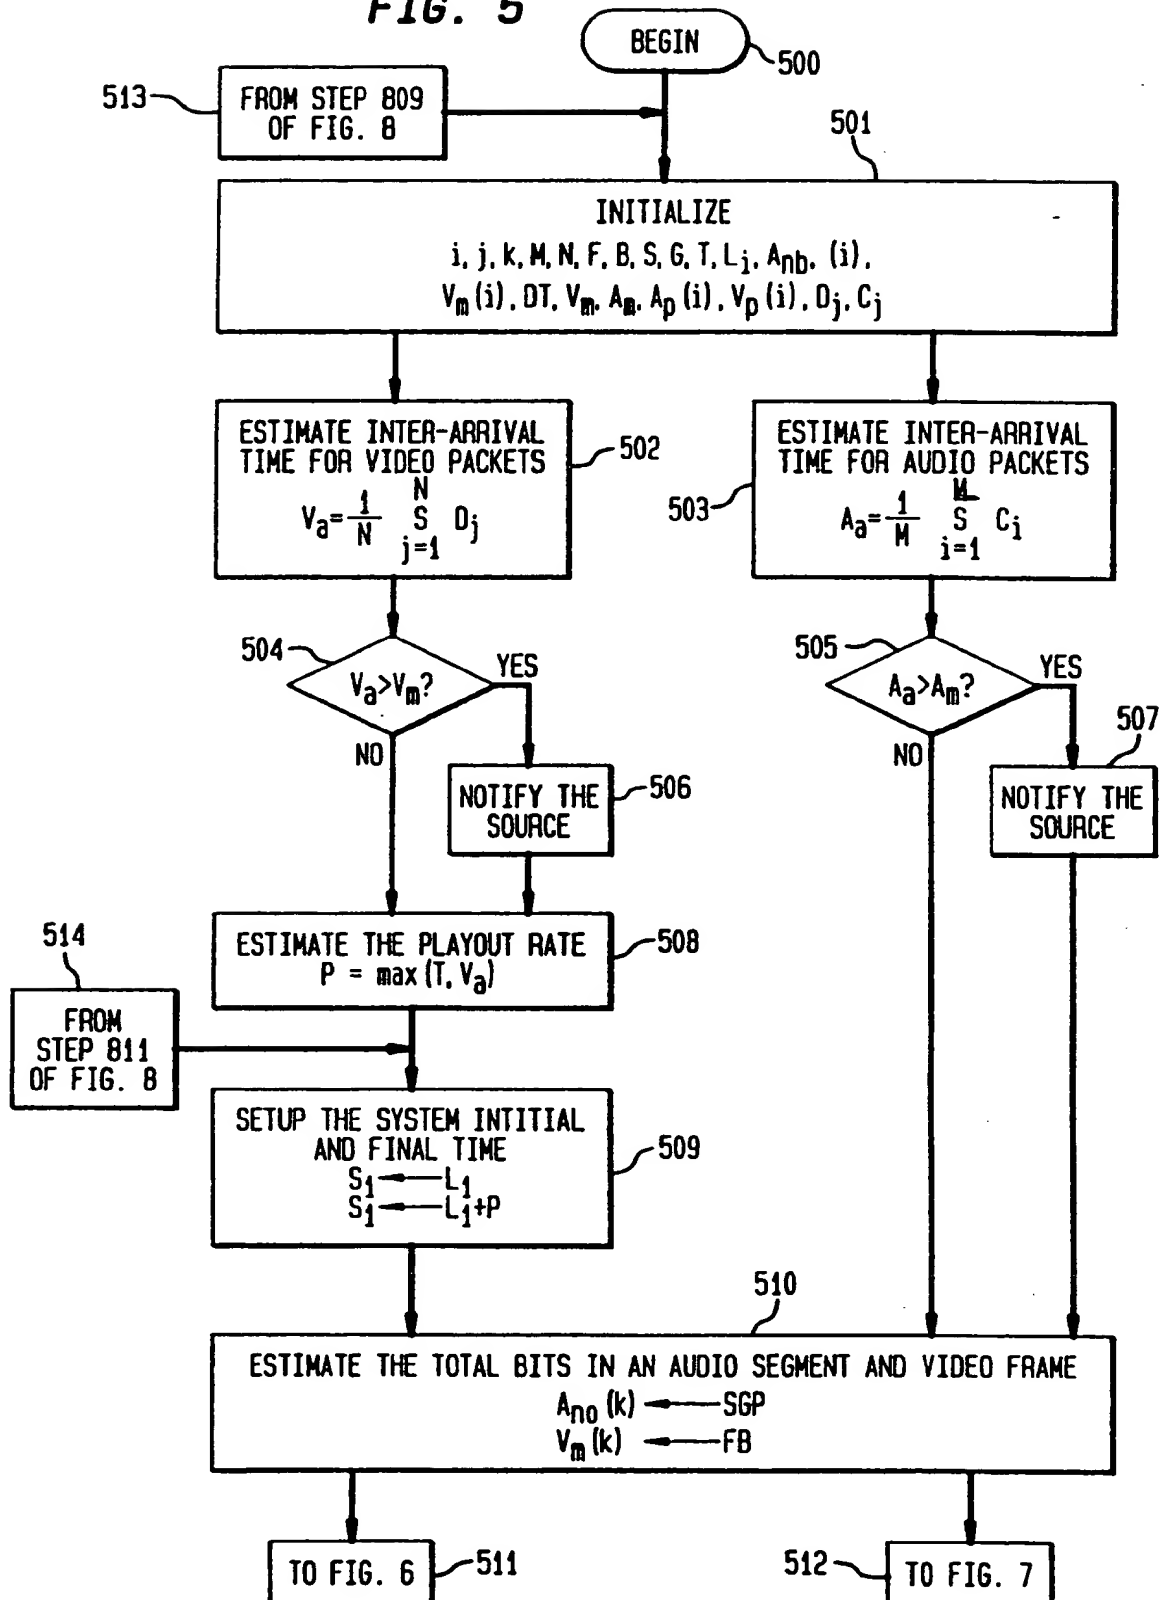 FIG. 5
BEGIN
500
513
FROM STEP 809
OF FIG. 8
501
INITIALIZE
i, j, k, M, N, F, B, S, G, T, Li, Anb, (i),
Vm(i), DT, Vm, Am, Ap(i), Vp(i), Dj, Cj
ESTIMATE INTER-ARRIVAL
TIME FOR VIDEO PACKETS
N
Va= 1/N S Dj
j=1
502
ESTIMATE INTER-ARRIVAL
TIME FOR AUDIO PACKETS
M
Aa= 1/M S Ci
i=1
503
504
Va>Vm?
YES
NO
505
Aa>Am?
YES
NO
506
NOTIFY THE
SOURCE
507
NOTIFY THE
SOURCE
ESTIMATE THE PLAYOUT RATE
P = max(T, Va)
508
514
FROM
STEP 811
OF FIG. 8
SETUP THE SYSTEM INTITIAL
AND FINAL TIME
S1 ← L1
S1 ← L1+P
509
510
ESTIMATE THE TOTAL BITS IN AN AUDIO SEGMENT AND VIDEO FRAME
Ano(k) ← SGP
Vm(k) ← FB
TO FIG. 6
511
512
TO FIG. 7